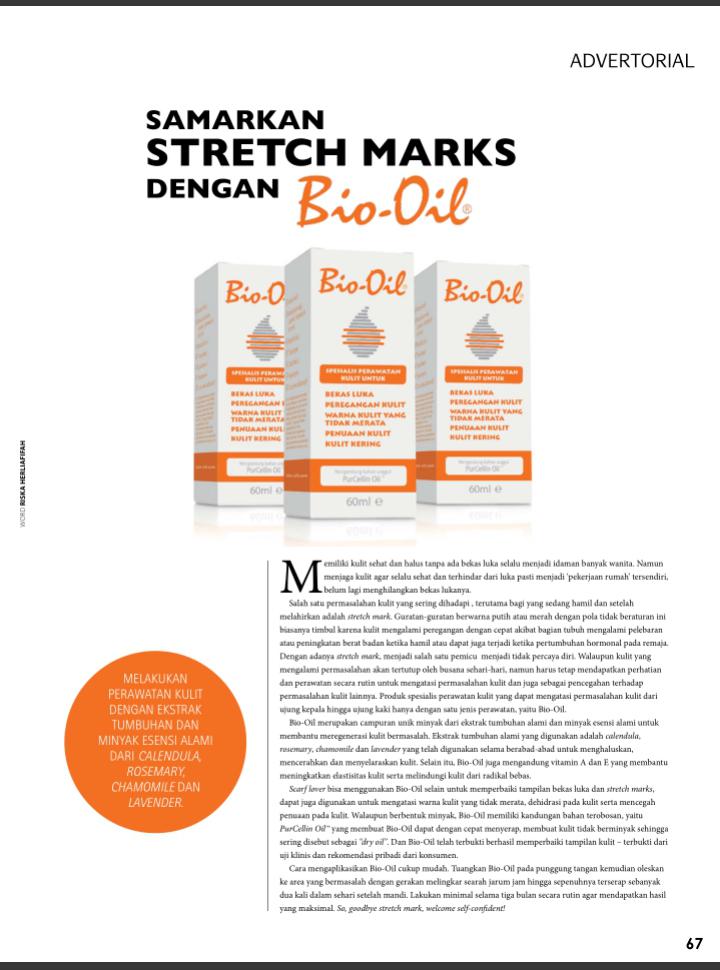 ADVERTORIAL
SAMARKAN
STRETCH MARKS
DENGAN Bio-Oil®
Bio-O
SPESIALIS PERAWA
KULIT UNTUK
BEKAS LUKA
PEREGANGAN
WARNA KULIT
TIDAK MERATA
PENUAAN KUL
KULIT KERING
PurCellin Oil
60ml e
Bio-Oil
SPESIALIS PERAWATAN
KULIT UNTUK
BEKAS LUKA
PEREGANGAN KULIT
WARNA KULIT YANG
TIDAK MERATA
PENUAAN KULIT
KULIT KERING
Mengandung bahan unggul
PurCellin Oil™
60ml e
Bio-Oil
SPESIALIS PERAWATAN
KULIT UNTUK
BEKAS LUKA
PEREGANGAN KULIT
WARNA KULIT YANG
TIDAK MERATA
PENUAAN KULIT
KULIT KERING
Mengandung bahan unggul
PurCellin Oil™
60ml e
WORD RISKA HERLIAFIFAH
Memiliki kulit sehat dan halus tanpa ada bekas luka selalu menjadi idaman banyak wanita. Namun
menjaga kulit agar selalu sehat dan terhindar dari luka pasti menjadi 'pekerjaan rumah' tersendiri,
belum lagi menghilangkan bekas lukanya.
Salah satu permasalahan kulit yang sering dihadapi , terutama bagi yang sedang hamil dan setelah
melahirkan adalah stretch mark. Guratan-guratan berwarna putih atau merah dengan pola tidak beraturan ini
biasanya timbul karena kulit mengalami peregangan dengan cepat akibat bagian tubuh mengalami pelebaran
atau peningkatan berat badan ketika hamil atau dapat juga terjadi ketika pertumbuhan hormonal pada remaja.
Dengan adanya stretch mark, menjadi salah satu pemicu menjadi tidak percaya diri. Walaupun kulit yang
mengalami permasalahan akan tertutup oleh busana sehari-hari, namun harus tetap mendapatkan perhatian
dan perawatan secara rutin untuk mengatasi permasalahan kulit dan juga sebagai pencegahan terhadap
permasalahan kulit lainnya. Produk spesialis perawatan kulit yang dapat mengatasi permasalahan kulit dari
ujung kepala hingga ujung kaki hanya dengan satu jenis perawatan, yaitu Bio-Oil.
Bio-Oil merupakan campuran unik minyak dari ekstrak tumbuhan alami dan minyak esensi alami untuk
membantu meregenerasi kulit bermasalah. Ekstrak tumbuhan alami yang digunakan adalah calendula,
rosemary, chamomile dan lavender yang telah digunakan selama berabad-abad untuk menghaluskan,
mencerahkan dan menyelaraskan kulit. Selain itu, Bio-Oil juga mengandung vitamin A dan E yang membantu
meningkatkan elastisitas kulit serta melindungi kulit dari radikal bebas.
Scarf lover bisa menggunakan Bio-Oil selain untuk memperbaiki tampilan bekas luka dan stretch marks,
dapat juga digunakan untuk mengatasi warna kulit yang tidak merata, dehidrasi pada kulit serta mencegah
penuaan pada kulit. Walaupun berbentuk minyak, Bio-Oil memiliki kandungan bahan terobosan, yaitu
PurCellin Oil™ yang membuat Bio-Oil dapat dengan cepat menyerap, membuat kulit tidak berminyak sehingga
sering disebut sebagai "dry oil". Dan Bio-Oil telah terbukti berhasil memperbaiki tampilan kulit – terbukti dari
uji klinis dan rekomendasi pribadi dari konsumen.
Cara mengaplikasikan Bio-Oil cukup mudah. Tuangkan Bio-Oil pada punggung tangan kemudian oleskan
ke area yang bermasalah dengan gerakan melingkar searah jarum jam hingga sepenuhnya terserap sebanyak
dua kali dalam sehari setelah mandi. Lakukan minimal selama tiga bulan secara rutin agar mendapatkan hasil
yang maksimal. So, goodbye stretch mark, welcome self-confident!
MELAKUKAN
PERAWATAN KULIT
DENGAN EKSTRAK
TUMBUHAN DAN
MINYAK ESENSI ALAMI
DARI CALENDULA,
ROSEMARY,
CHAMOMILE DAN
LAVENDER.
67